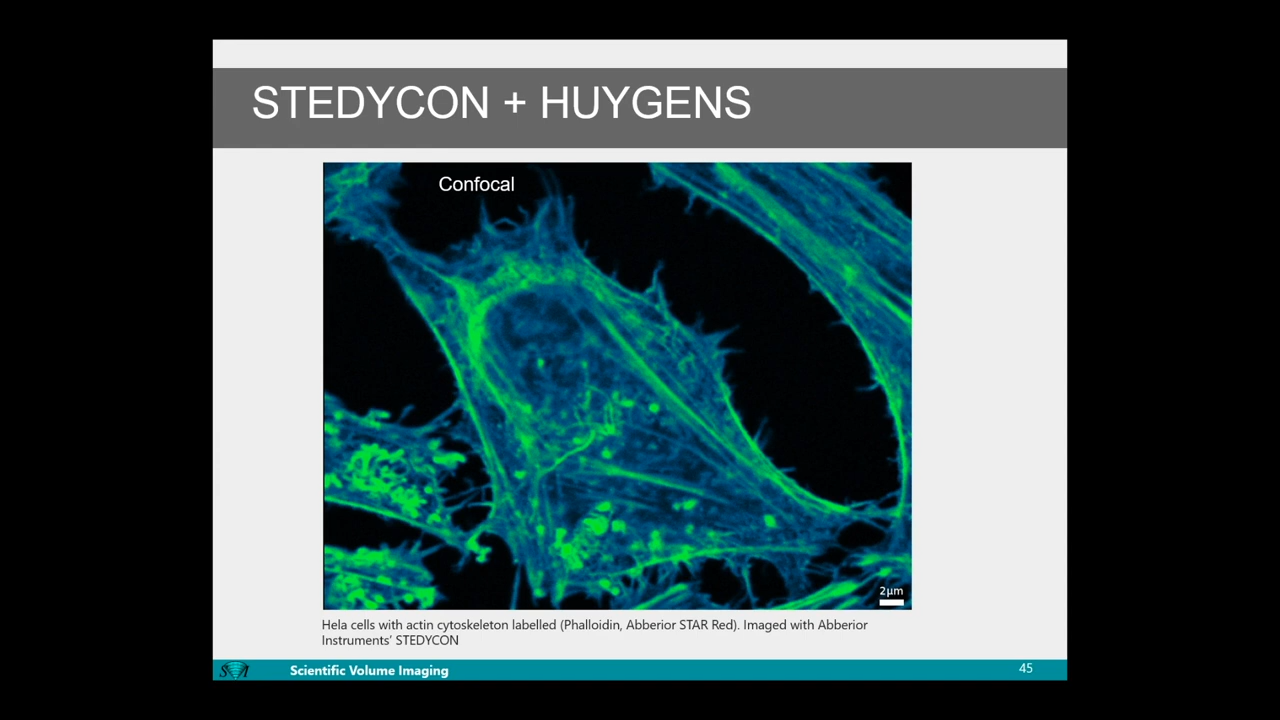 STEDYCON + HUYGENS
Confocal
2µm
Hela cells with actin cytoskeleton labelled (Phalloidin, Abberior STAR Red). Imaged with Abberior
Instruments’ STEDYCON
SVI
Scientific Volume Imaging
45